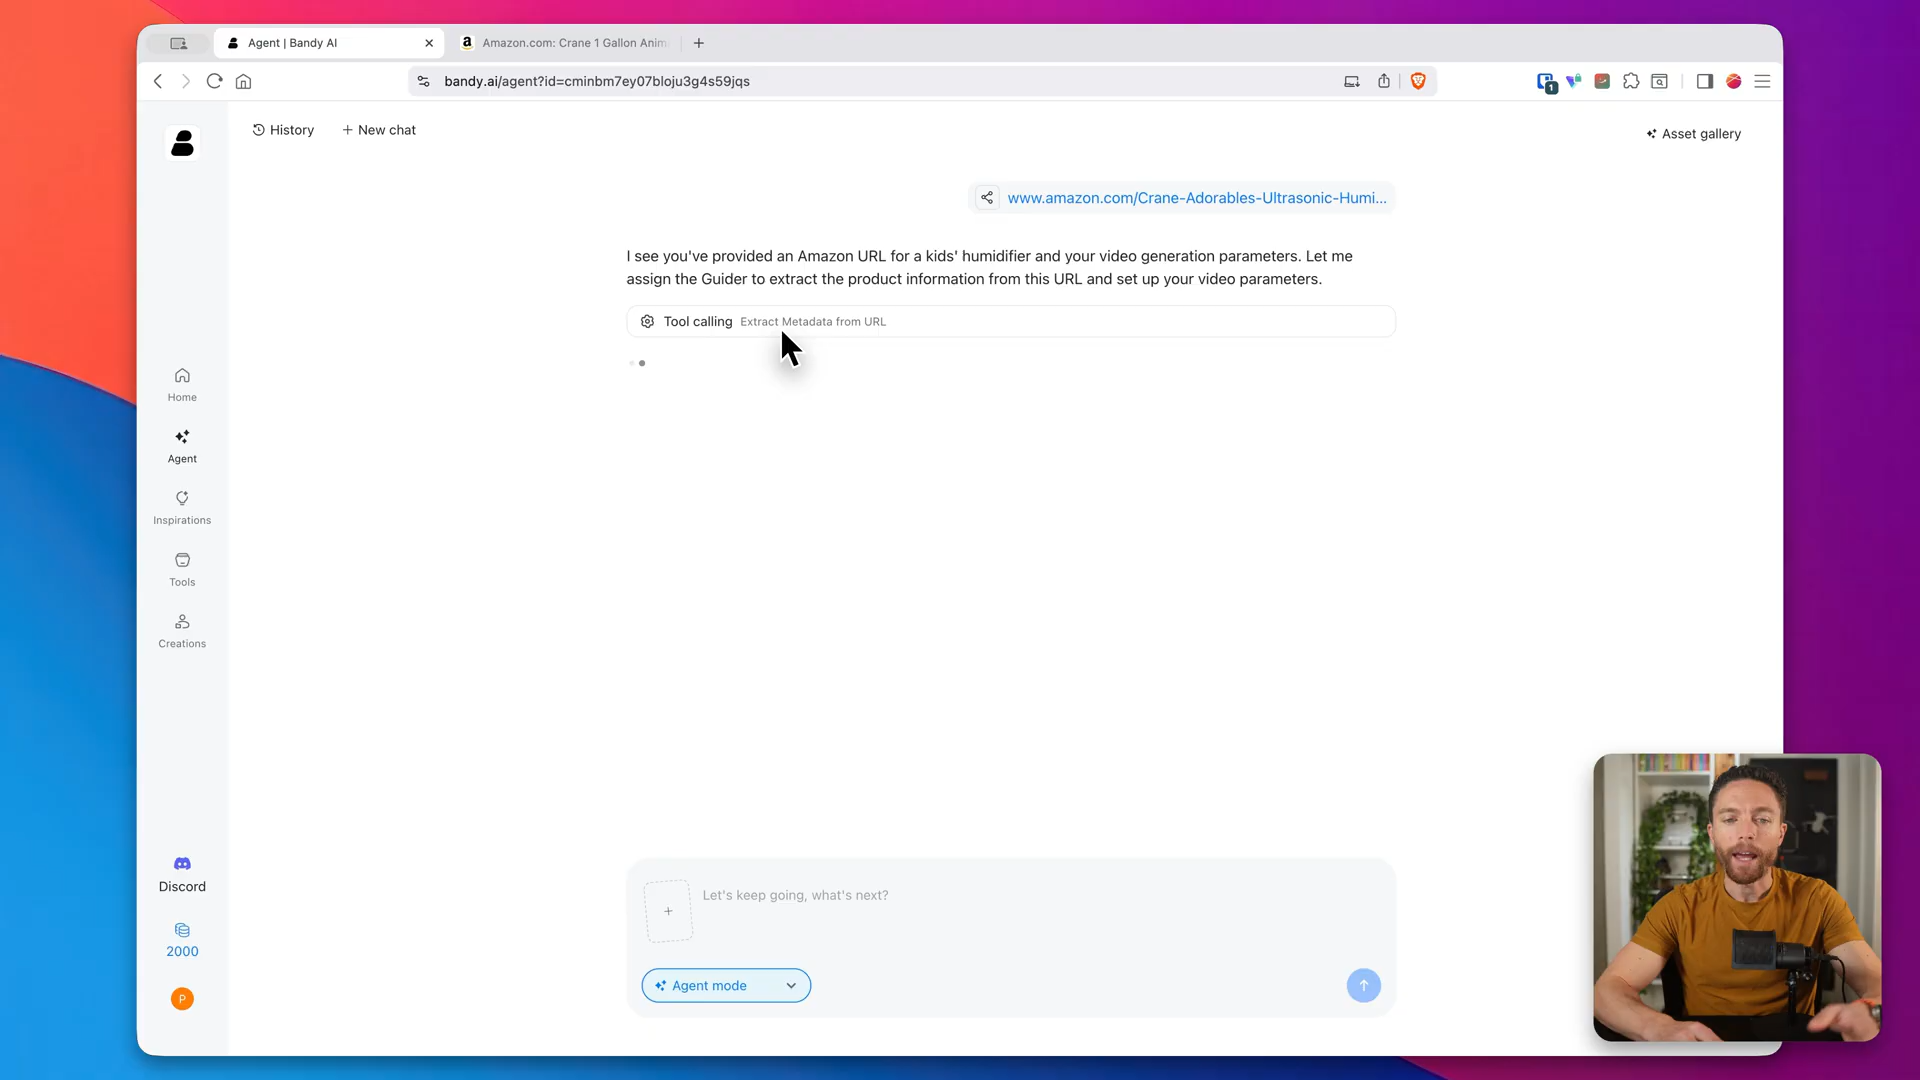 Agent | Bandy AI
Amazon.com: Crane 1 Gallon Anim
bandy.ai/agent?id=cminbm7ey07bloju3g4s59jqs
1
History
New chat
Asset gallery
www.amazon.com/Crane-Adorables-Ultrasonic-Humi...
I see you've provided an Amazon URL for a kids' humidifier and your video generation parameters. Let me
assign the Guider to extract the product information from this URL and set up your video parameters.
Tool calling Extract Metadata from URL
Home
Agent
Inspirations
Tools
Creations
Discord
2000
P
Let's keep going, what's next?
Agent mode